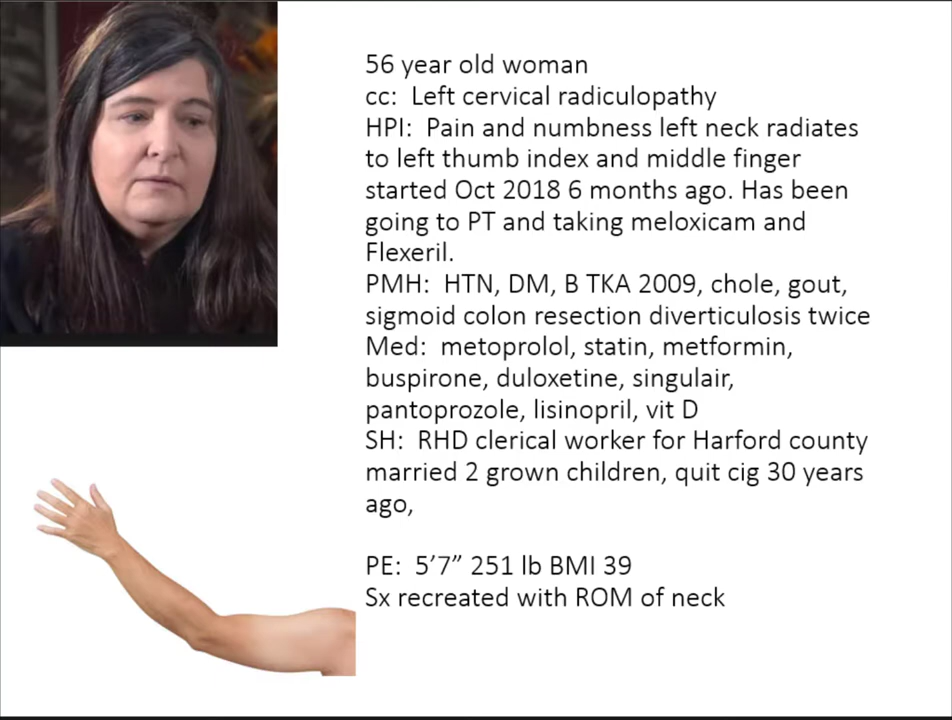 56 year old woman
cc:  Left cervical radiculopathy
HPI:  Pain and numbness left neck radiates
to left thumb index and middle finger
started Oct 2018 6 months ago. Has been
going to PT and taking meloxicam and
Flexeril.
PMH:  HTN, DM, B TKA 2009, chole, gout,
sigmoid colon resection diverticulosis twice
Med:  metoprolol, statin, metformin,
buspirone, duloxetine, singulair,
pantoprozole, lisinopril, vit D
SH:  RHD clerical worker for Harford county
married 2 grown children, quit cig 30 years
ago,
PE:  5’7” 251 lb BMI 39
Sx recreated with ROM of neck